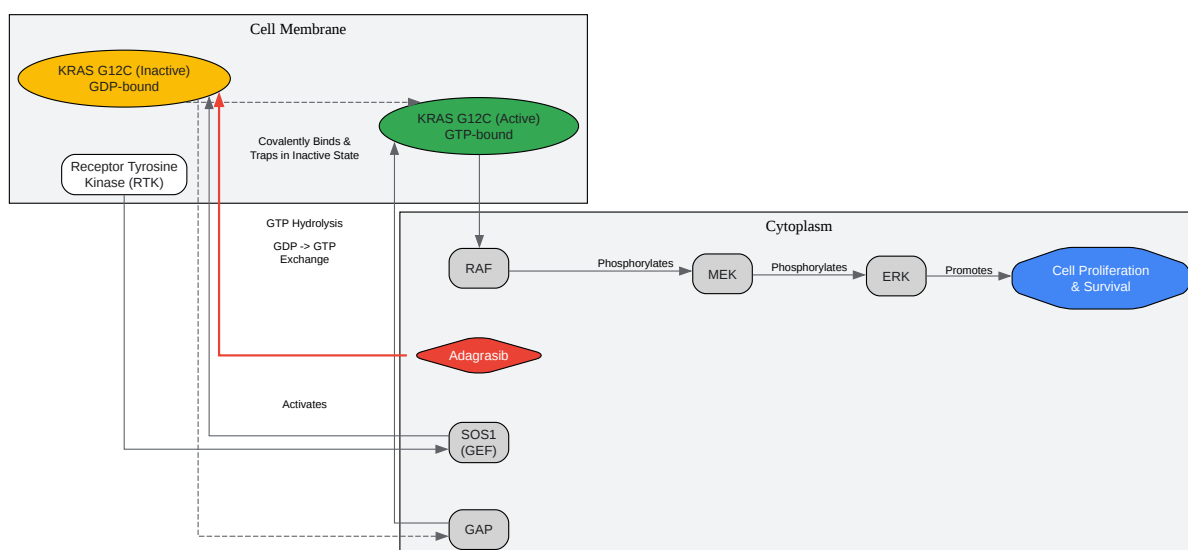 Cell Membrane
KRAS G12C (Inactive)
GDP-bound
KRAS G12C (Active)
GTP-bound
Covalently Binds &
Traps in Inactive State
Receptor Tyrosine
Kinase (RTK)
GTP Hydrolysis
GDP -> GTP
Exchange
Cytoplasm
RAF
Phosphorylates
MEK
Phosphorylates
ERK
Promotes
Cell Proliferation
& Survival
Adagrasib
Activates
SOS1
(GEF)
GAP